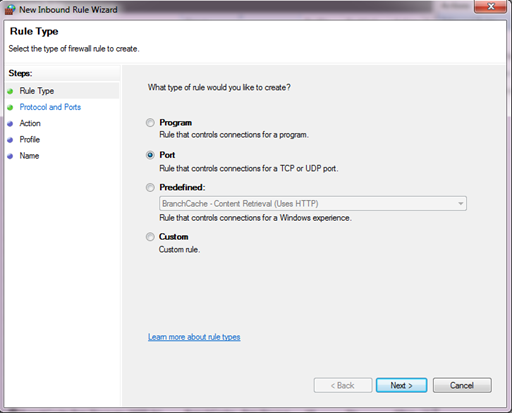 New Inbound Rule Wizard
Rule Type
Select the type of firewall rule to create.
Steps:
Rule Type
Protocol and Ports
Action
Profile
Name
What type of rule would you like to create?
Program
Rule that controls connections for a program.
Port
Rule that controls connections for a TCP or UDP port.
Predefined:
BranchCache - Content Retrieval (Uses HTTP)
Rule that controls connections for a Windows experience.
Custom
Custom rule.
Learn more about rule types
< Back
Next >
Cancel